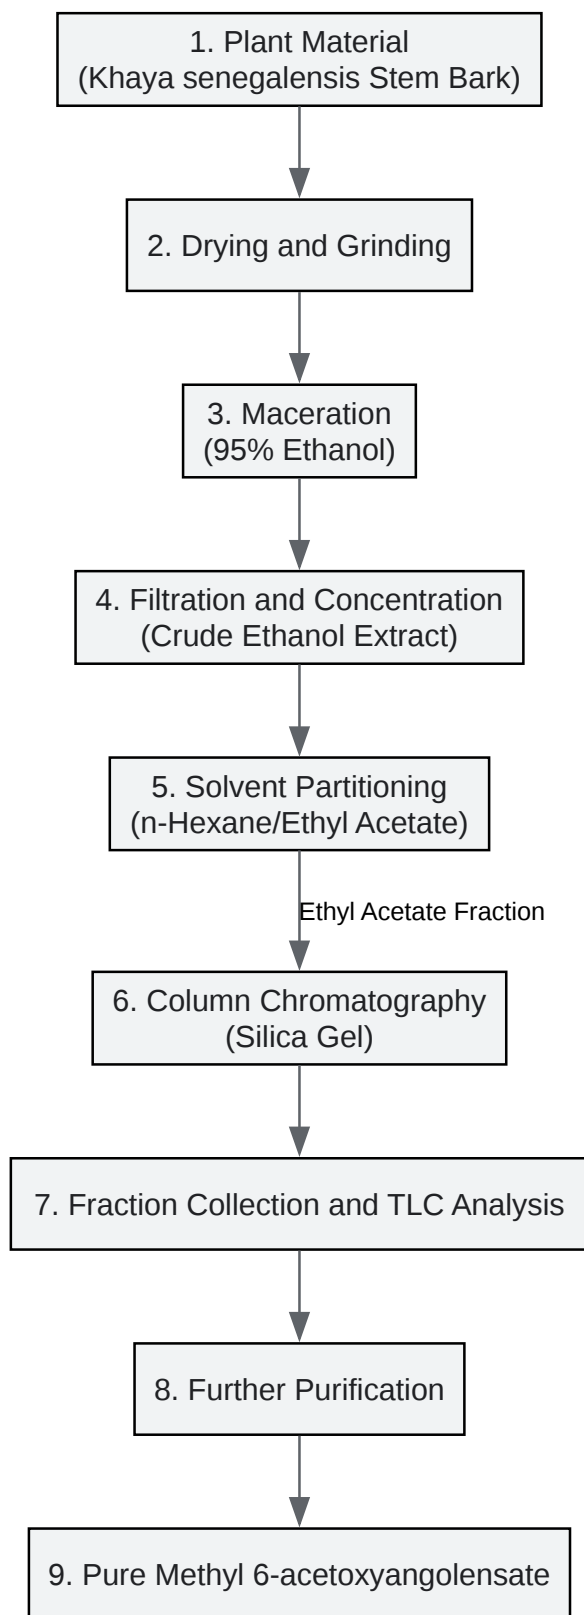 1. Plant Material
(Khaya senegalensis Stem Bark)
2. Drying and Grinding
3. Maceration
(95% Ethanol)
4. Filtration and Concentration
(Crude Ethanol Extract)
5. Solvent Partitioning
(n-Hexane/Ethyl Acetate)
Ethyl Acetate Fraction
6. Column Chromatography
(Silica Gel)
7. Fraction Collection and TLC Analysis
8. Further Purification
9. Pure Methyl 6-acetoxyangolensate